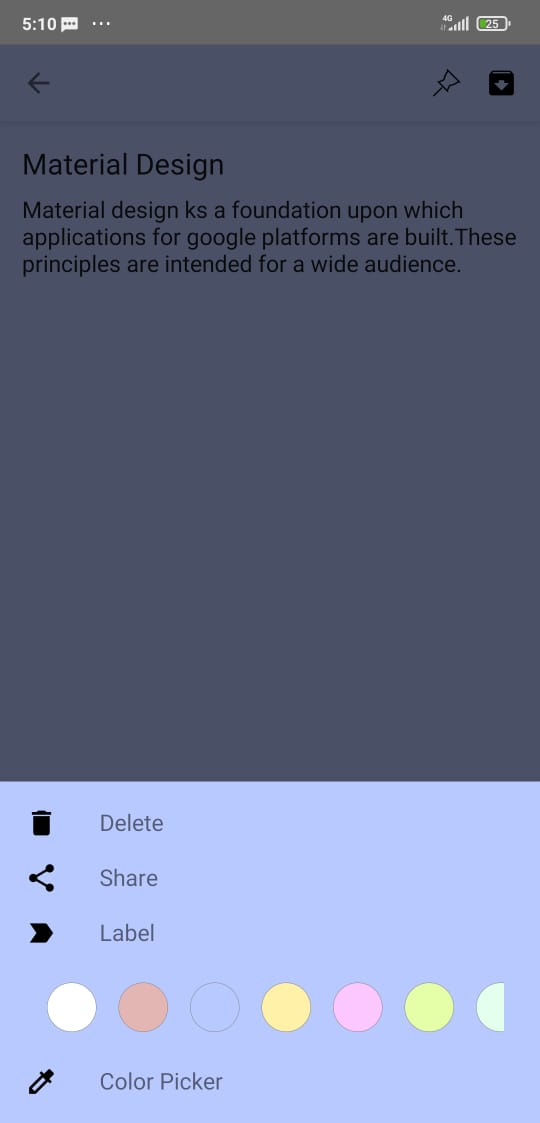 5:10 4G 25
Material Design
Material design ks a foundation upon which
applications for google platforms are built.These
principles are intended for a wide audience.
Delete
Share
Label
Color Picker